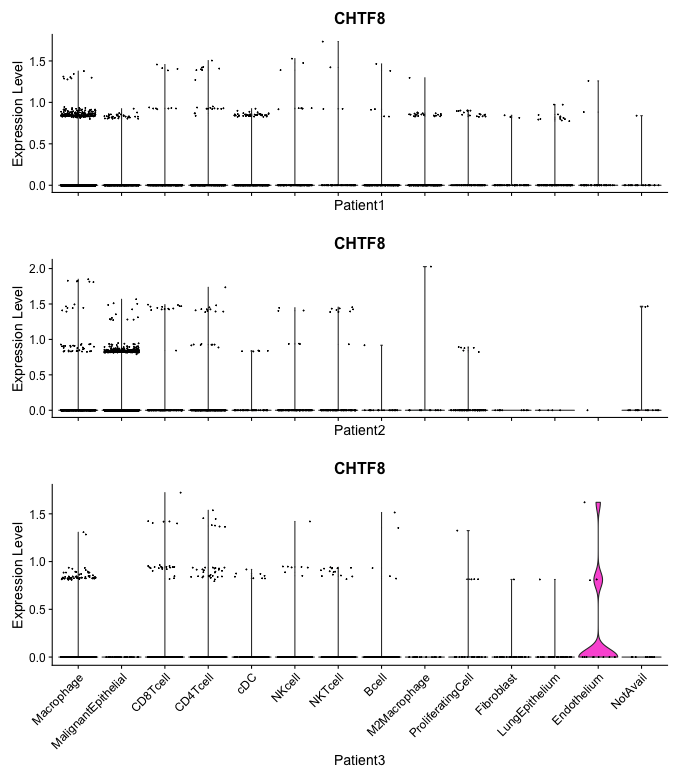 CHTF8
Expression Level
1.5
1.0
0.5
0.0
Patient1
CHTF8
Expression Level
2.0
1.5
1.0
0.5
0.0
Patient2
CHTF8
Expression Level
1.5
1.0
0.5
0.0
Macrophage
MalignantEpithelial
CD8Tcell
CD4Tcell
cDC
NKcell
NKTcell
Bcell
M2Macrophage
ProliferatingCell
Fibroblast
LungEpithelium
Endothelium
NotAvail
Patient3